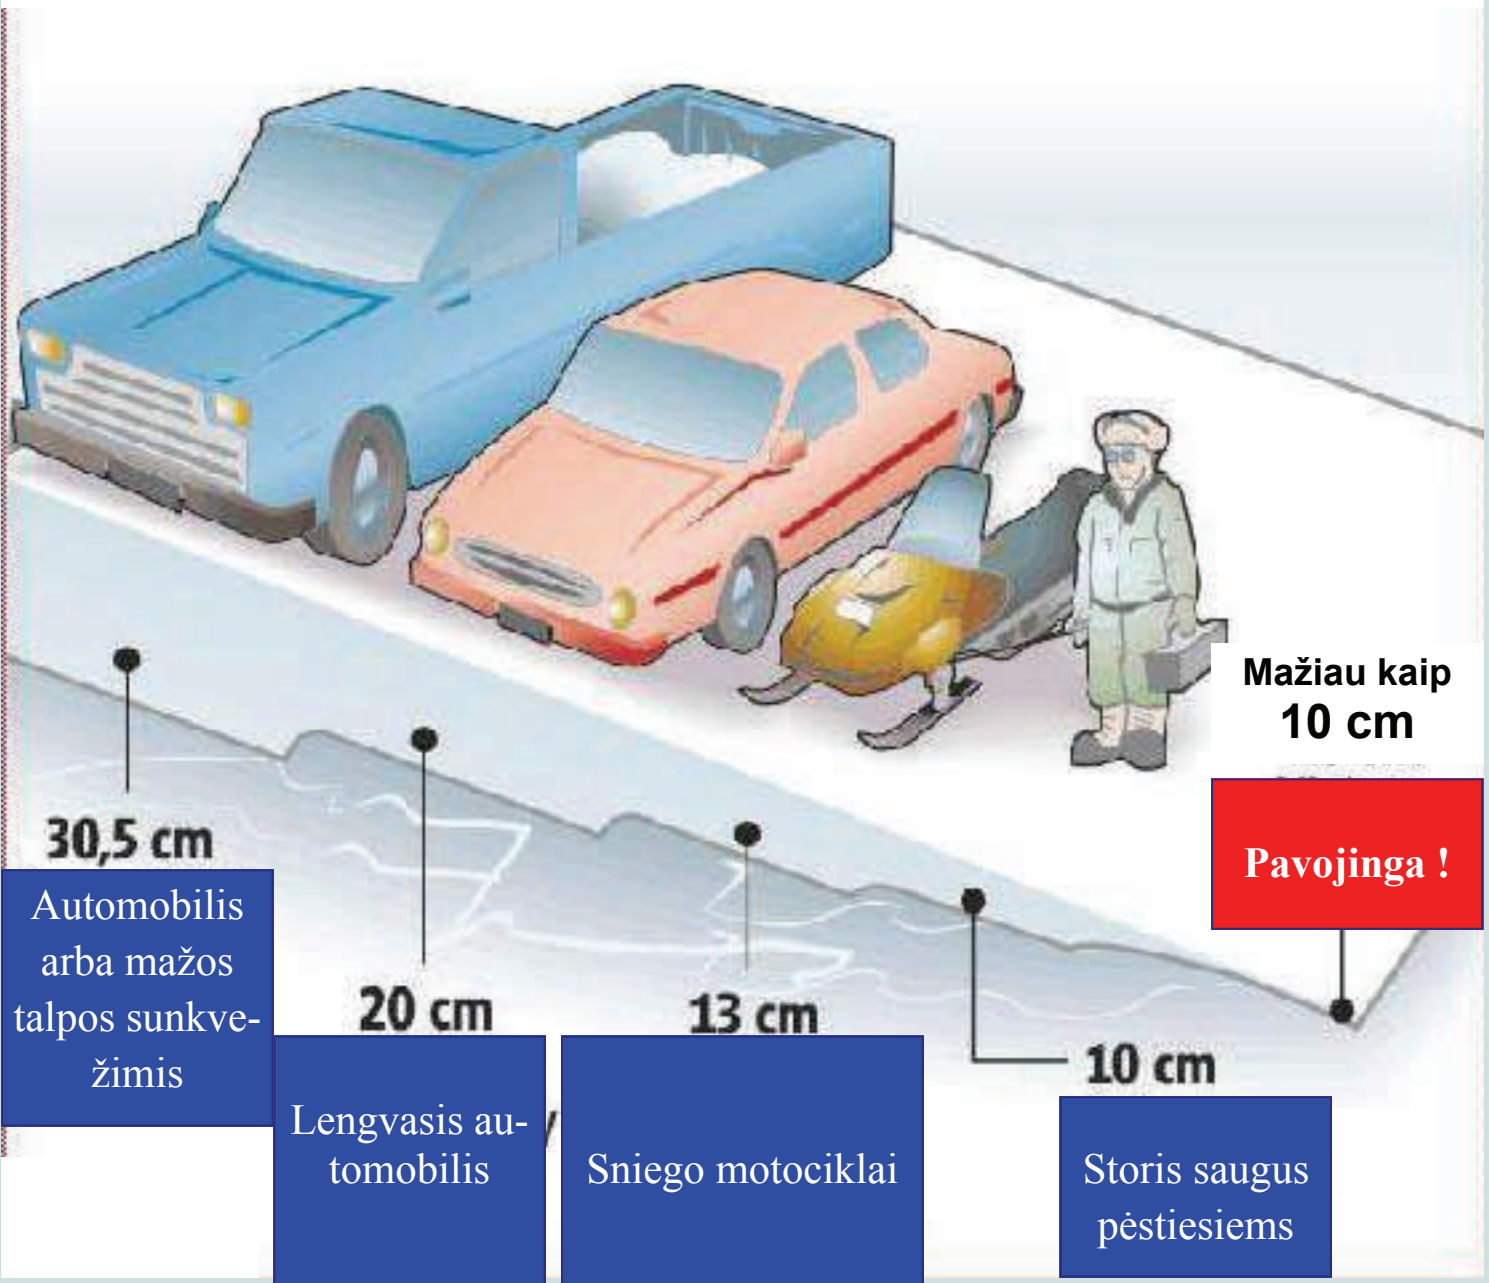 30,5 cm
Automobilis
arba mažos
talpos sunkve-
žimis
20 cm
Lengvasis au-
tomobilis
13 cm
Sniego motociklai
10 cm
Storis saugus
pėstiesiems
Mažiau kaip
10 cm
Pavojinga !